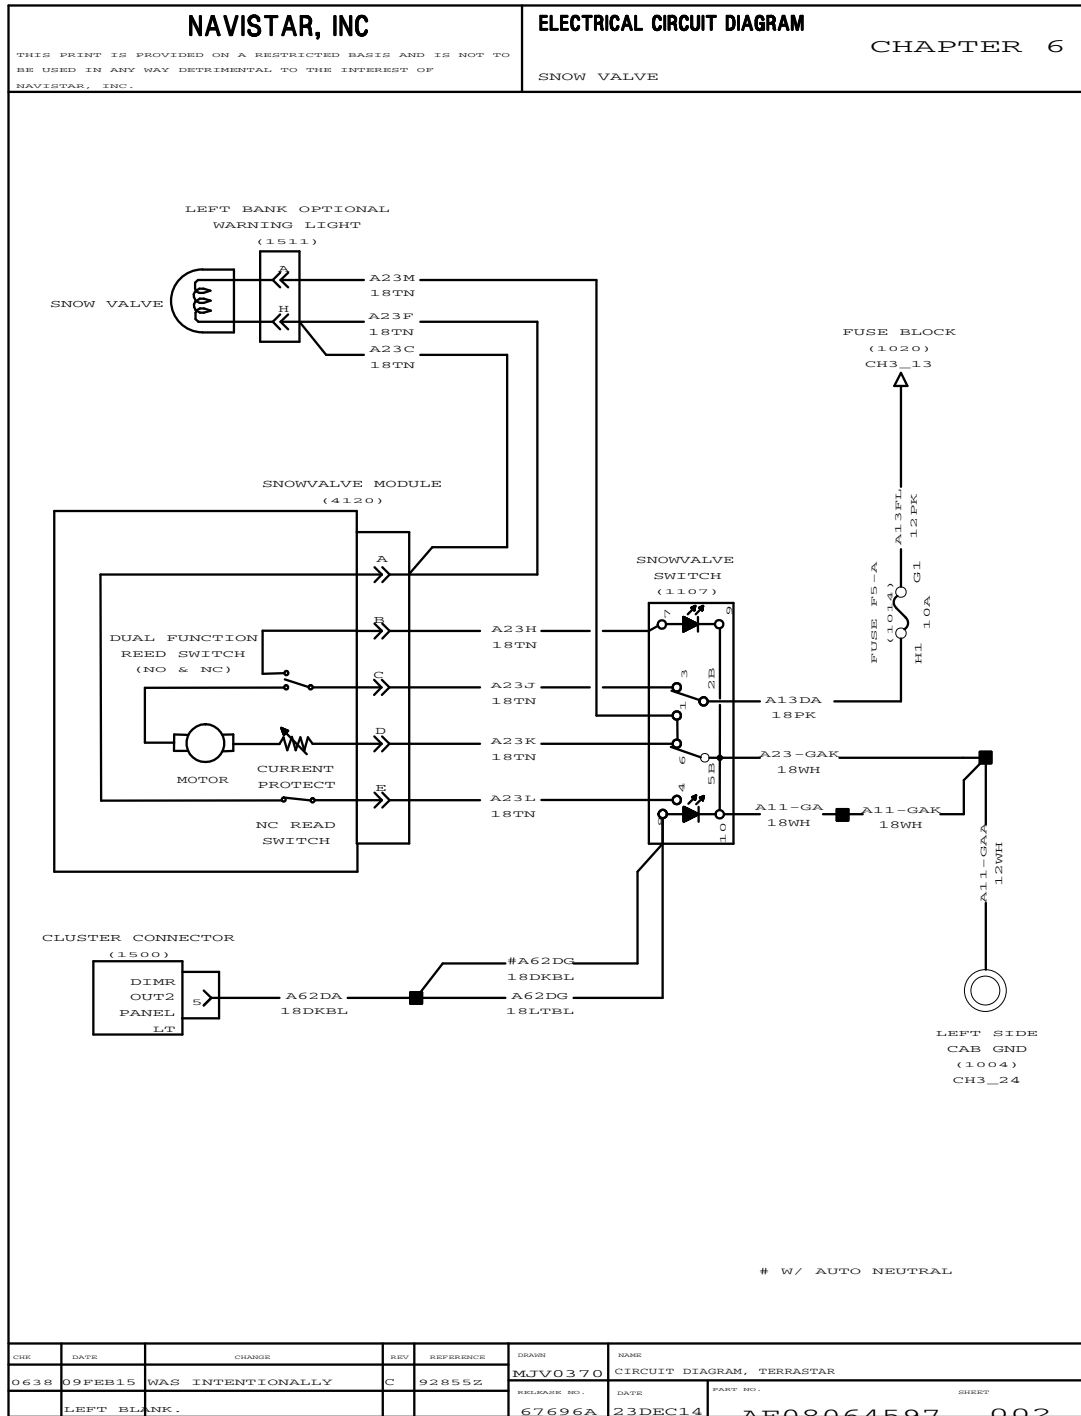 NAVISTAR, INC
THIS PRINT IS PROVIDED ON A RESTRICTED BASIS AND IS NOT TO
BE USED IN ANY WAY DETRIMENTAL TO THE INTEREST OF
NAVISTAR, INC.
ELECTRICAL CIRCUIT DIAGRAM
CHAPTER 6
SNOW VALVE
LEFT BANK OPTIONAL
WARNING LIGHT
(1511)
SNOW VALVE
A
H
A23M
18TN
A23F
18TN
A23C
18TN
FUSE BLOCK
(1020)
CH3_13
A13FL
12PK
FUSE F5-A
(1014)
G1
10A
H1
SNOWVALVE MODULE
(4120)
A
B
C
D
E
DUAL FUNCTION
REED SWITCH
(NO & NC)
MOTOR
CURRENT
PROTECT
NC READ
SWITCH
A23H
18TN
A23J
18TN
A23K
18TN
A23L
18TN
SNOWVALVE
SWITCH
(1107)
7
9
3
2B
1
6
5B
4
10
A13DA
18PK
A23-GAK
18WH
A11-GA
18WH
A11-GAK
18WH
A11-GAA
12WH
CLUSTER CONNECTOR
(1500)
DIMR
OUT2
PANEL
LT
5
A62DA
18DKBL
#A62DG
18DKBL
A62DG
18LTBL
LEFT SIDE
CAB GND
(1004)
CH3_24
# W/ AUTO NEUTRAL
CHK DATE CHANGE REV REFERENCE
0638 09FEB15 WAS INTENTIONALLY C 92855Z
LEFT BLANK.
DRAWN
MJV0370
NAME
CIRCUIT DIAGRAM, TERRASTAR
RELEASE NO.
67696A
DATE
23DEC14
PART NO.
AF08064597
SHEET
002